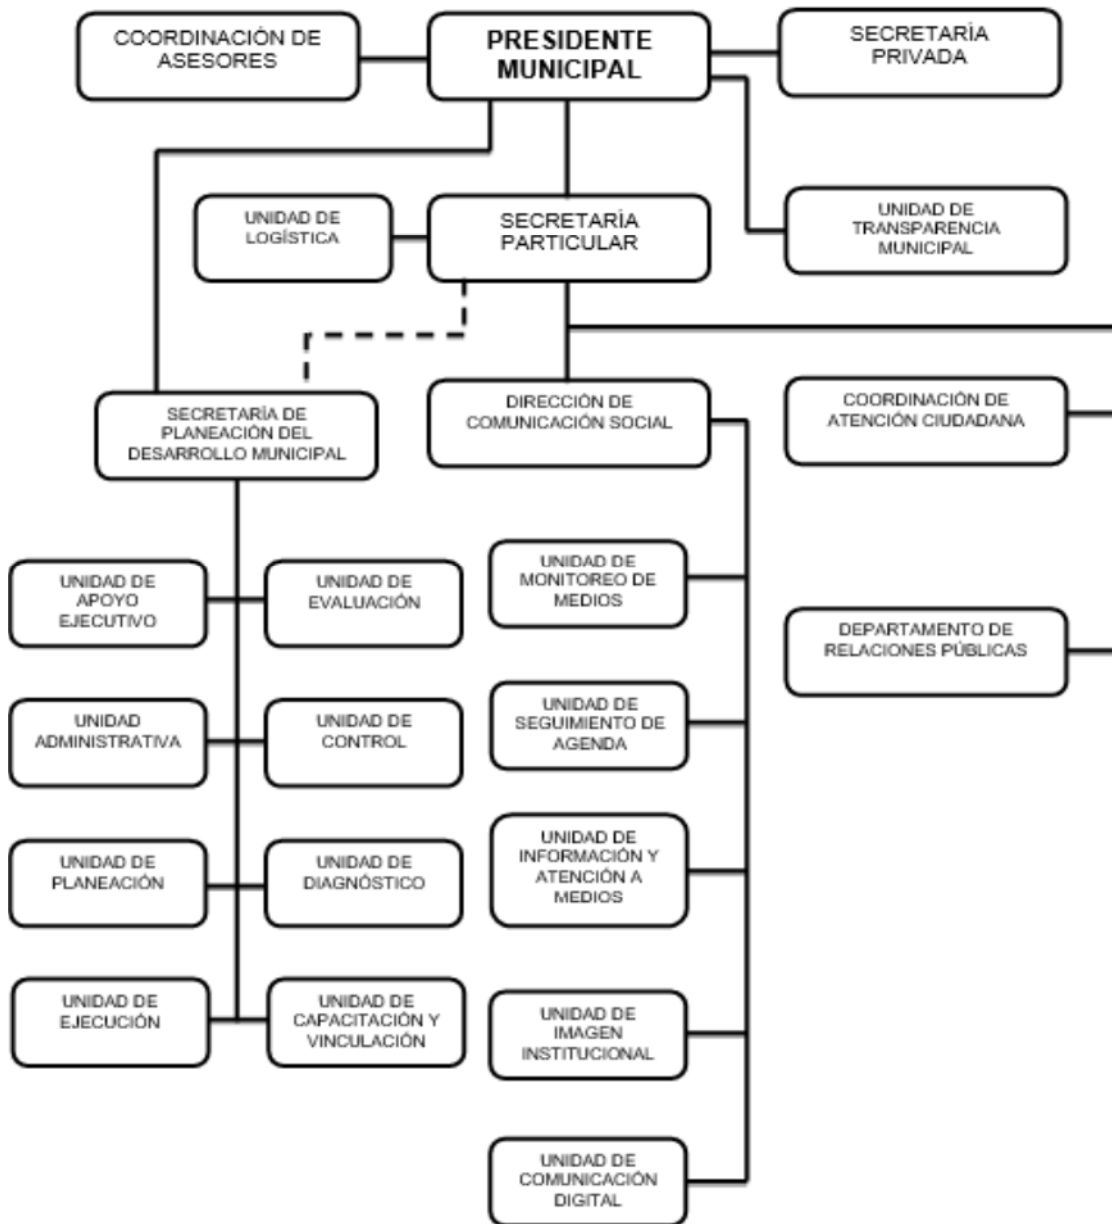 COORDINACIÓN DE
ASESORES
PRESIDENTE
MUNICIPAL
SECRETARÍA
PRIVADA
UNIDAD DE
LOGÍSTICA
SECRETARÍA
PARTICULAR
UNIDAD DE
TRANSPARENCIA
MUNICIPAL
SECRETARÍA DE
PLANEACIÓN DEL
DESARROLLO MUNICIPAL
DIRECCIÓN DE
COMUNICACIÓN SOCIAL
COORDINACIÓN DE
ATENCIÓN CIUDADANA
UNIDAD DE
APOYO
EJECUTIVO
UNIDAD DE
EVALUACIÓN
UNIDAD DE
MONITOREO DE
MEDIOS
DEPARTAMENTO DE
RELACIONES PÚBLICAS
UNIDAD
ADMINISTRATIVA
UNIDAD DE
CONTROL
UNIDAD DE
SEGUIMIENTO DE
AGENDA
UNIDAD DE
PLANEACIÓN
UNIDAD DE
DIAGNÓSTICO
UNIDAD DE
INFORMACIÓN Y
ATENCIÓN A
MEDIOS
UNIDAD DE
EJECUCIÓN
UNIDAD DE
CAPACITACIÓN Y
VINCULACIÓN
UNIDAD DE
IMAGEN
INSTITUCIONAL
UNIDAD DE
COMUNICACIÓN
DIGITAL